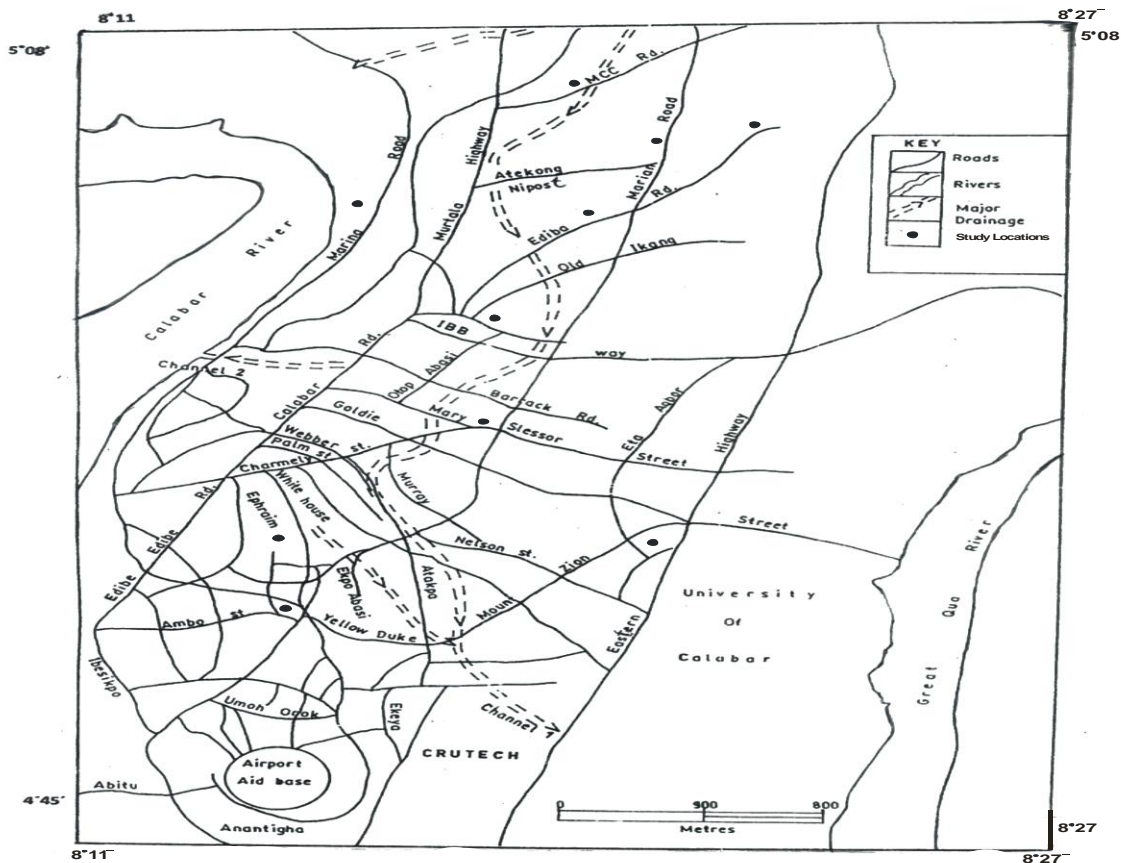 8°11
8°27
5°08'
5°08
MCC Rd.
Road
Highway
Road
KEY
Roads
Rivers
Major
Drainage
Study Locations
Atekong
Nipost
Marian
Rd.
Murtala
Marina
River
Calabar
Ediba
Old
Ikang
IBB
way
Rd.
Channel 2
Otop
Abasi
Calabar
Goldie
Mary
Barrack
Rd.
Slessor
Street
Eta
Agbor
Highway
Webber st.
Palm st
Charmely
White house
Murray
Rd.
Ephraim
Edibe
Edibe
Nelson st.
Zion
Street
Ekpo Abasi
Atakpa
Mount
Ambo st
Yellow Duke
Eastern
University
Of
Calabar
Great
Qua
River
Ibesikpo
Umoh Ocok
Ekeya
Channel 1
CRUTECH
Airport
Aid base
Abitu
Anantigha
4°45'
0
900
800
Metres
8°27
8°11
8°27